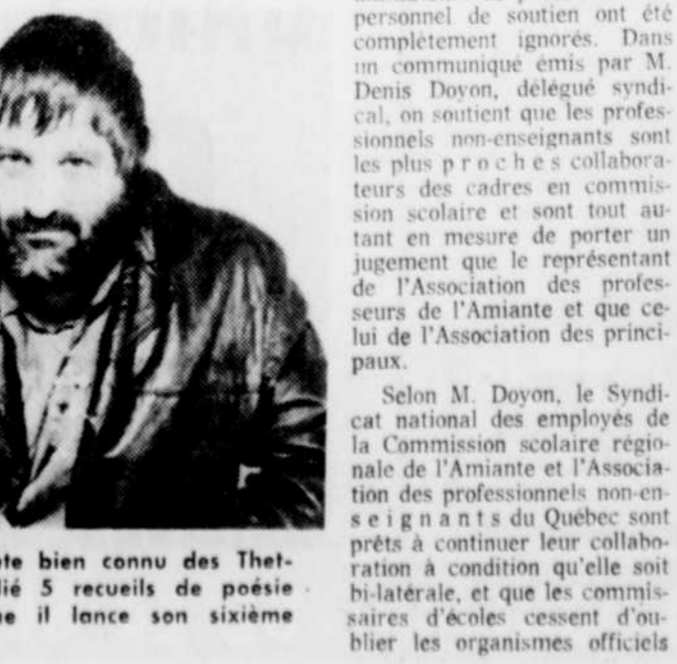 personnel de soutien ont été
complètement ignorés. Dans
un communiqué émis par M.
Denis Doyon, délégué syndi-
cal, on soutient que les profes-
sionnels non-enseignants sont
les plus p r o c h e s collabora-
teurs des cadres en commis-
sion scolaire et sont tout au-
tant en mesure de porter un
jugement que le représentant
de l'Association des profes-
seurs de l'Amiante et que ce-
lui de l'Association des princi-
paux.
Selon M. Doyon, le Syndi-
cat national des employés de
la Commission scolaire régio-
nale de l'Amiante et l'Associa-
tion des professionnels non-en-
s e i g n a n t s du Québec sont
prêts à continuer leur collabo-
ration à condition qu'elle soit
bi-latérale, et que les commis-
saires d'écoles cessent d'ou-
blier les organismes officiels
bien connu des Thet-
5 recueils de poésie
il lance son sixième